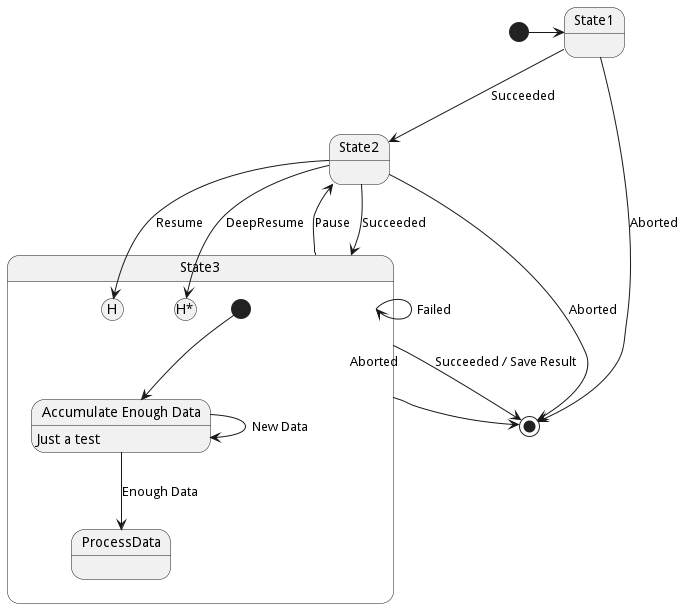 State1
Succeeded
State2
Resume
DeepResume
Pause
Succeeded
Aborted
State3
H
H*
Failed
Aborted
Aborted
Succeeded / Save Result
Accumulate Enough Data
Just a test
New Data
Enough Data
ProcessData